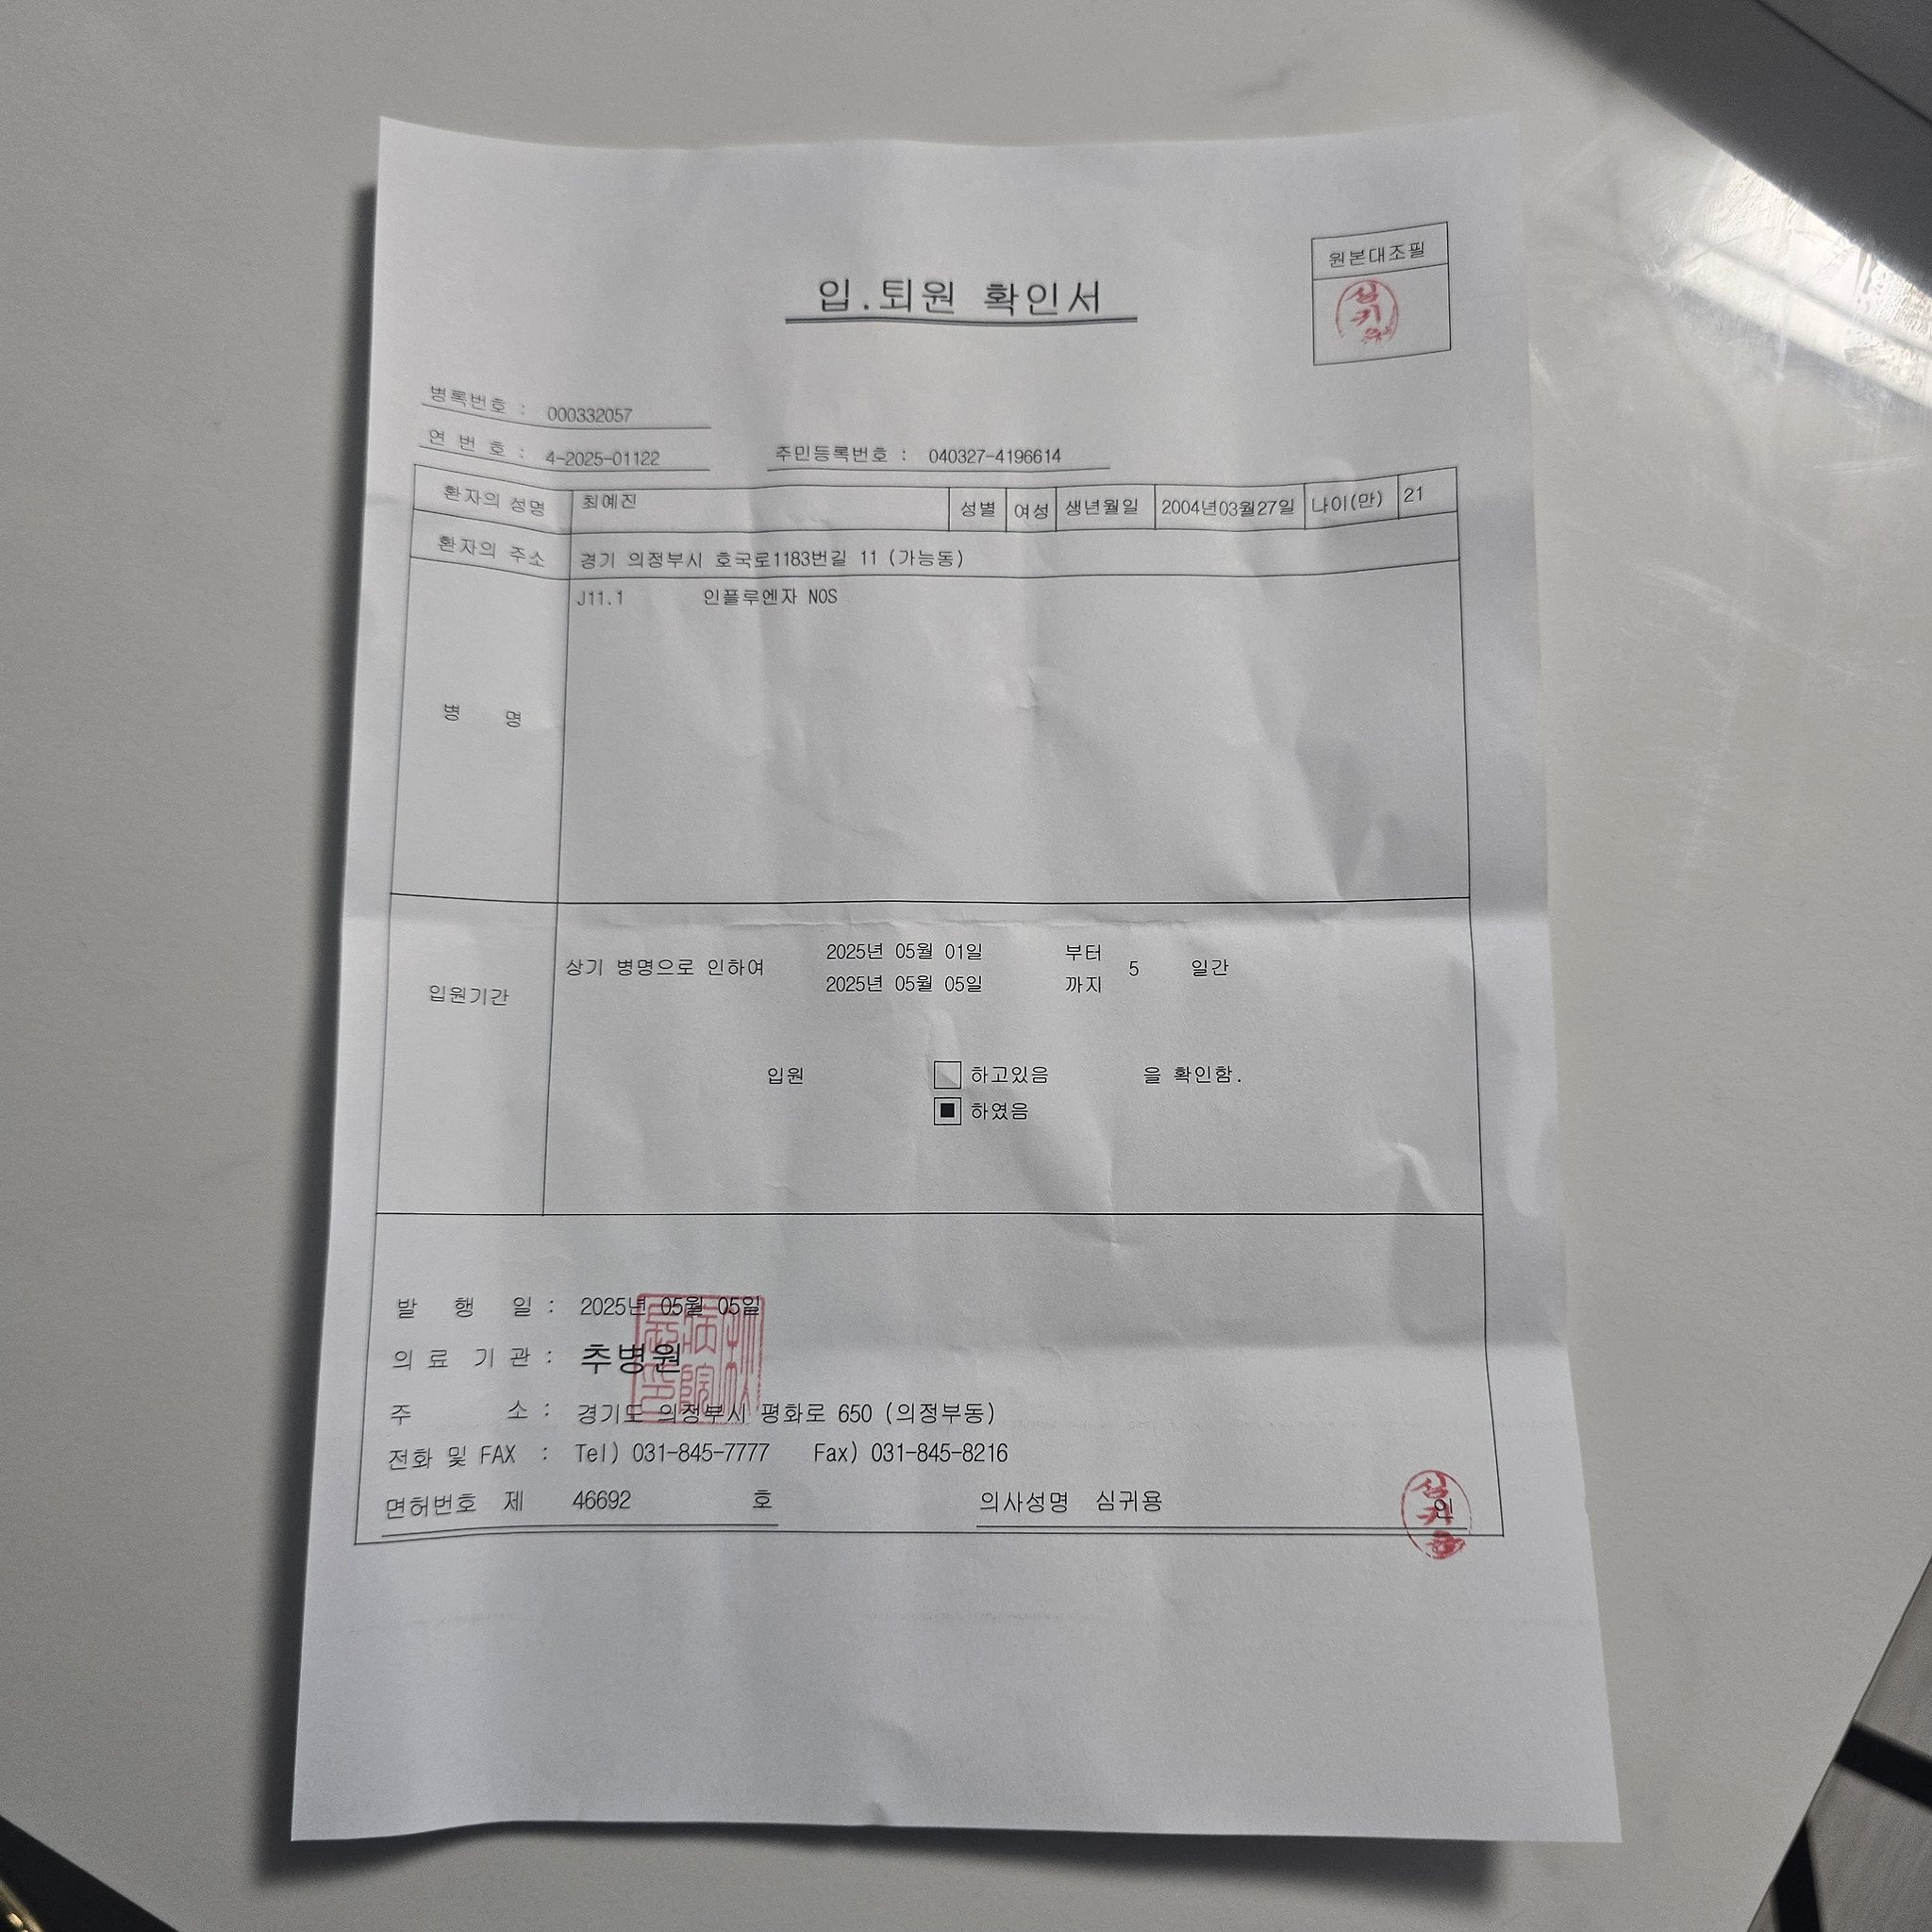 원본대조필
심귀용
입.퇴원 확인서
병록번호 : 000332057
연 번 호 : 4-2025-01122 주민등록번호 : 040327-4196614
환자의 성명 최예진 성별 여성 생년월일 2004년03월27일 나이(만) 21
환자의 주소 경기 의정부시 호국로1183번길 11 (가능동)
병 명 J11.1 인플루엔자 NOS
입원기간 상기 병명으로 인하여 2025년 05월 01일 부터 5 일간
2025년 05월 05일 까지
입원 하고있음 을 확인함.
하였음
발 행 일 : 2025년 05월 05일
의 료 기 관 : 추병원
주 소 : 경기도 의정부시 평화로 650 (의정부동)
전화 및 FAX : Tel) 031-845-7777 Fax) 031-845-8216
면허번호 제 46692 호 의사성명 심귀용 인
심귀용